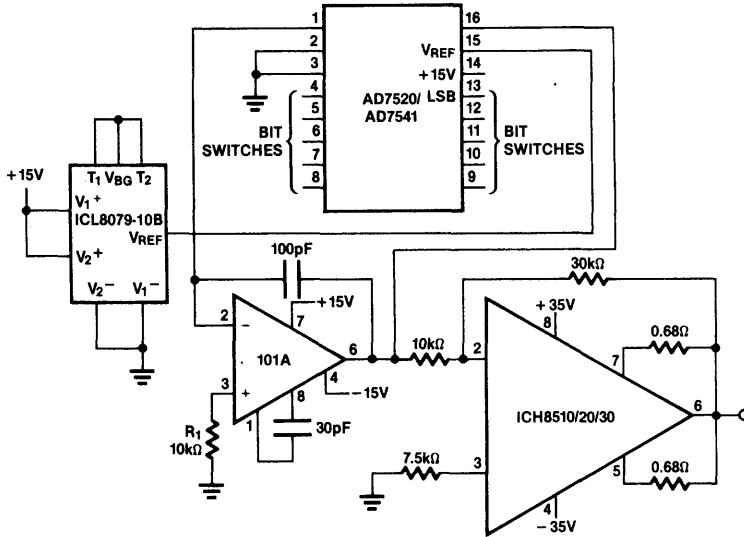 1 16
2 VREF 15
3 +15V 14
4 LSB 13
AD7520/
AD7541
5 12
6 11
7 10
8 9
BIT
SWITCHES
BIT
SWITCHES
T1 VBG T2
+15V
V1+
ICL8079-10B
VREF
V2+
V2− V1−
100pF
+15V
2 −
7
101A
6
3 +
4
−15V
8
1
30pF
R1
10kΩ
10kΩ
30kΩ
+35V
8
0.68Ω
2
7
ICH8510/20/30
6
7.5kΩ
3
5
0.68Ω
4
−35V